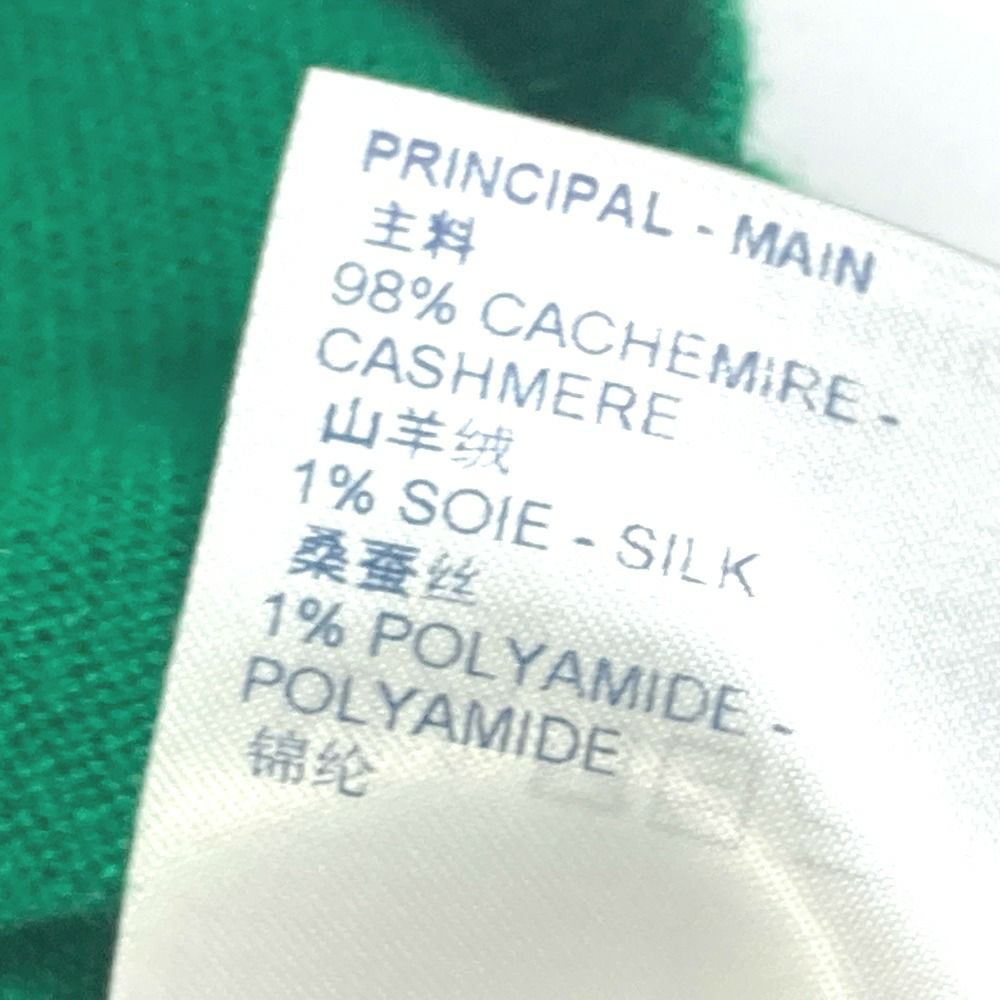 PRINCIPAL - MAIN
主料
98% CACHEMIRE -
CASHMERE
山羊绒
1% SOIE - SILK
桑蚕丝
1% POLYAMIDE -
POLYAMIDE
锦纶